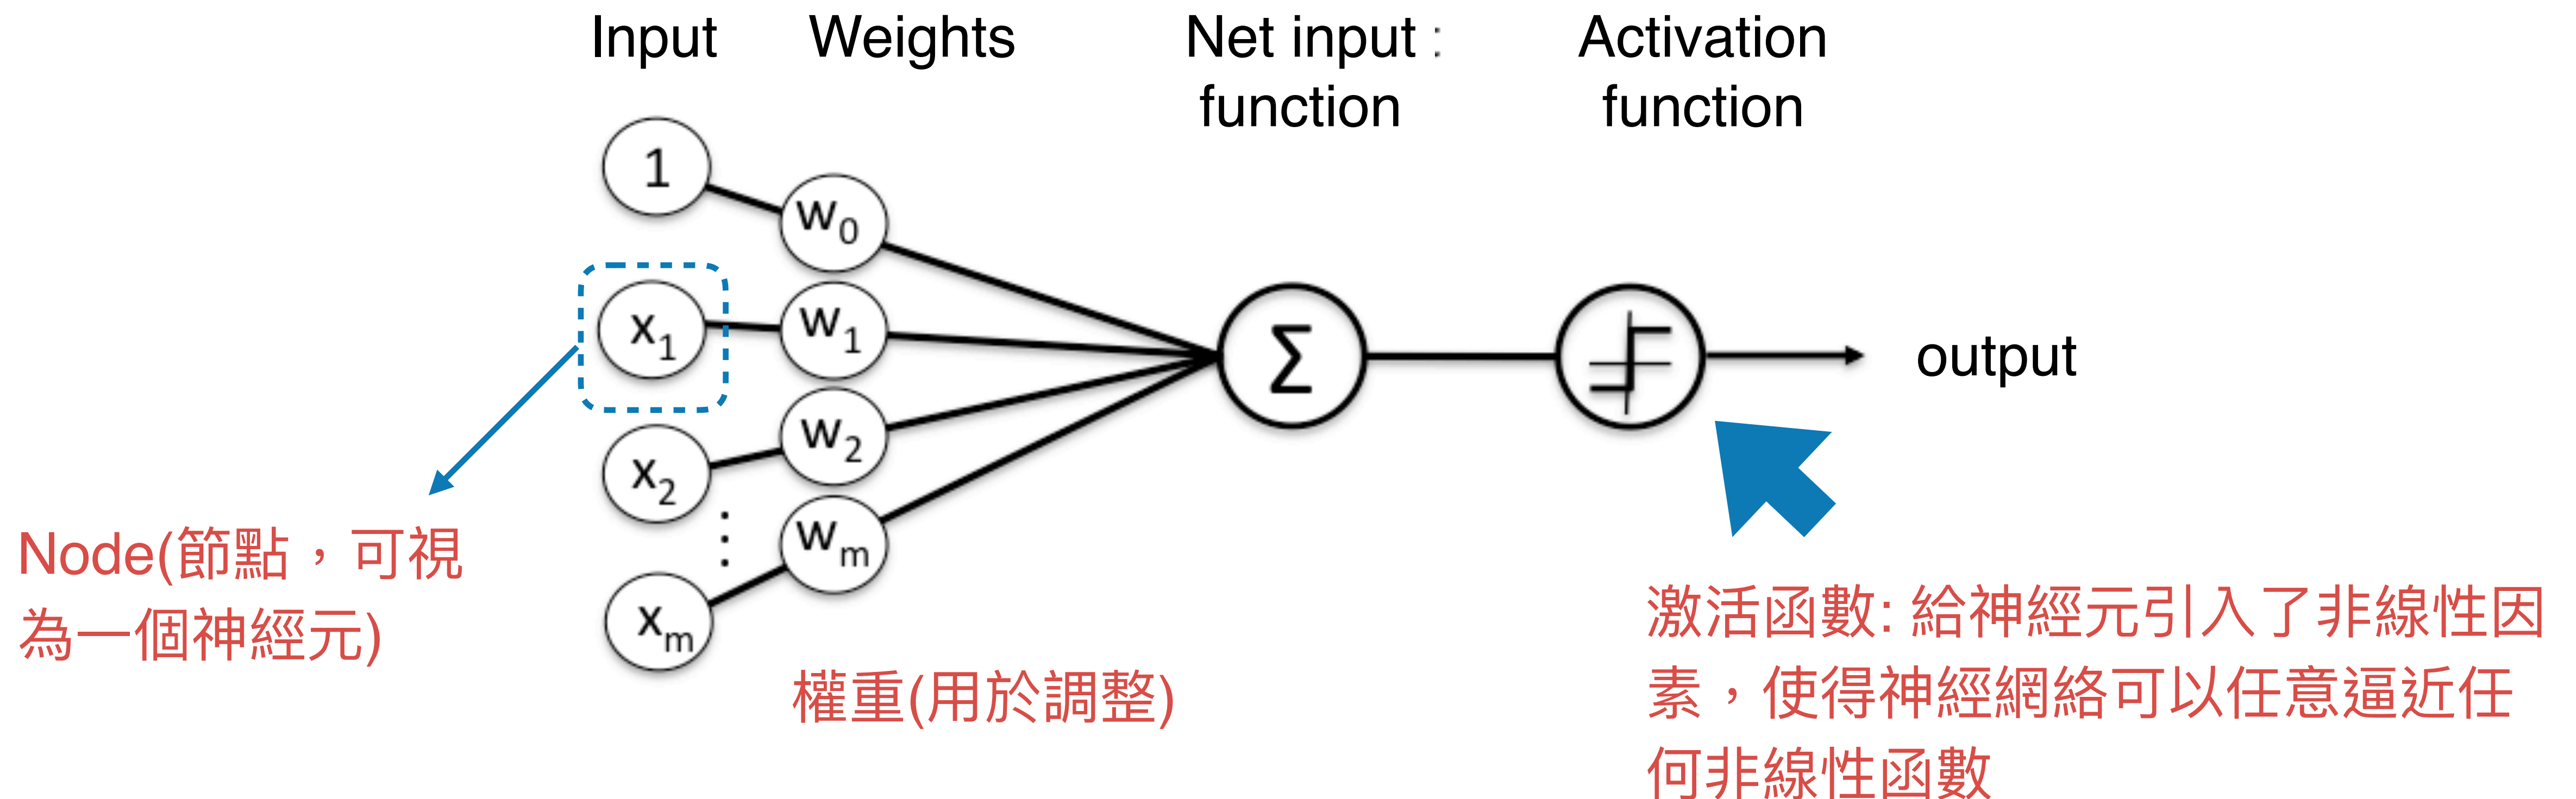 Input Weights Net input : Activation
function function
1
w0
x1 w1
Σ output
x2 w2
⋮
xm wm
Node(節點，可視
為一個神經元)
權重(用於調整)
激活函數: 給神經元引入了非線性因
素，使得神經網絡可以任意逼近任
何非線性函數